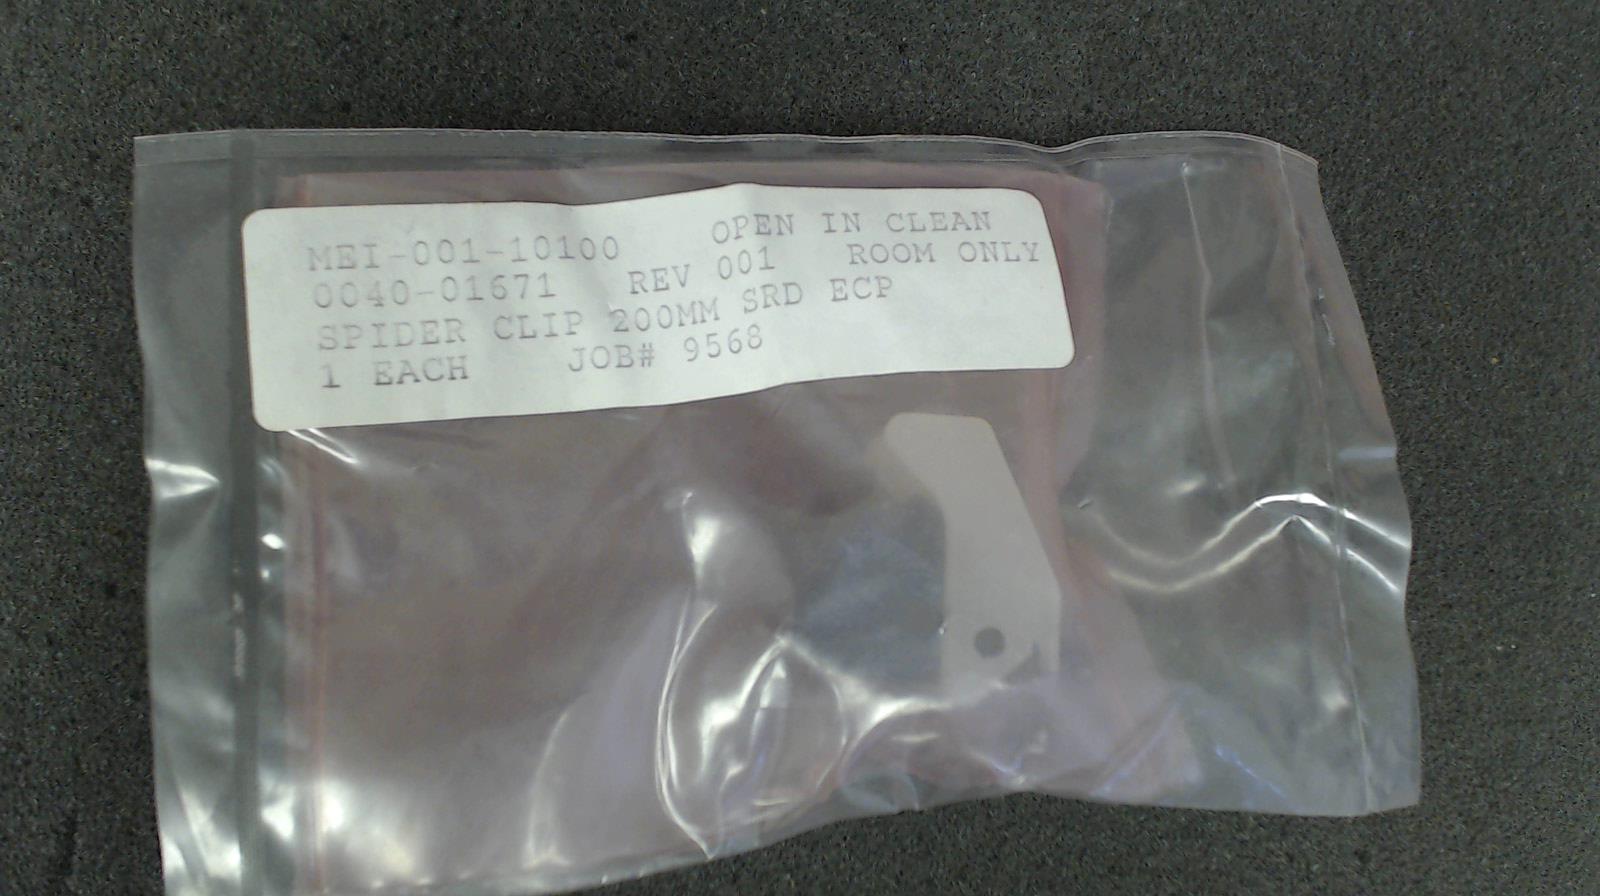 MEI-001-10100 OPEN IN CLEAN
0040-01671 REV 001 ROOM ONLY
SPIDER CLIP 200MM SRD ECP
1 EACH JOB# 9568